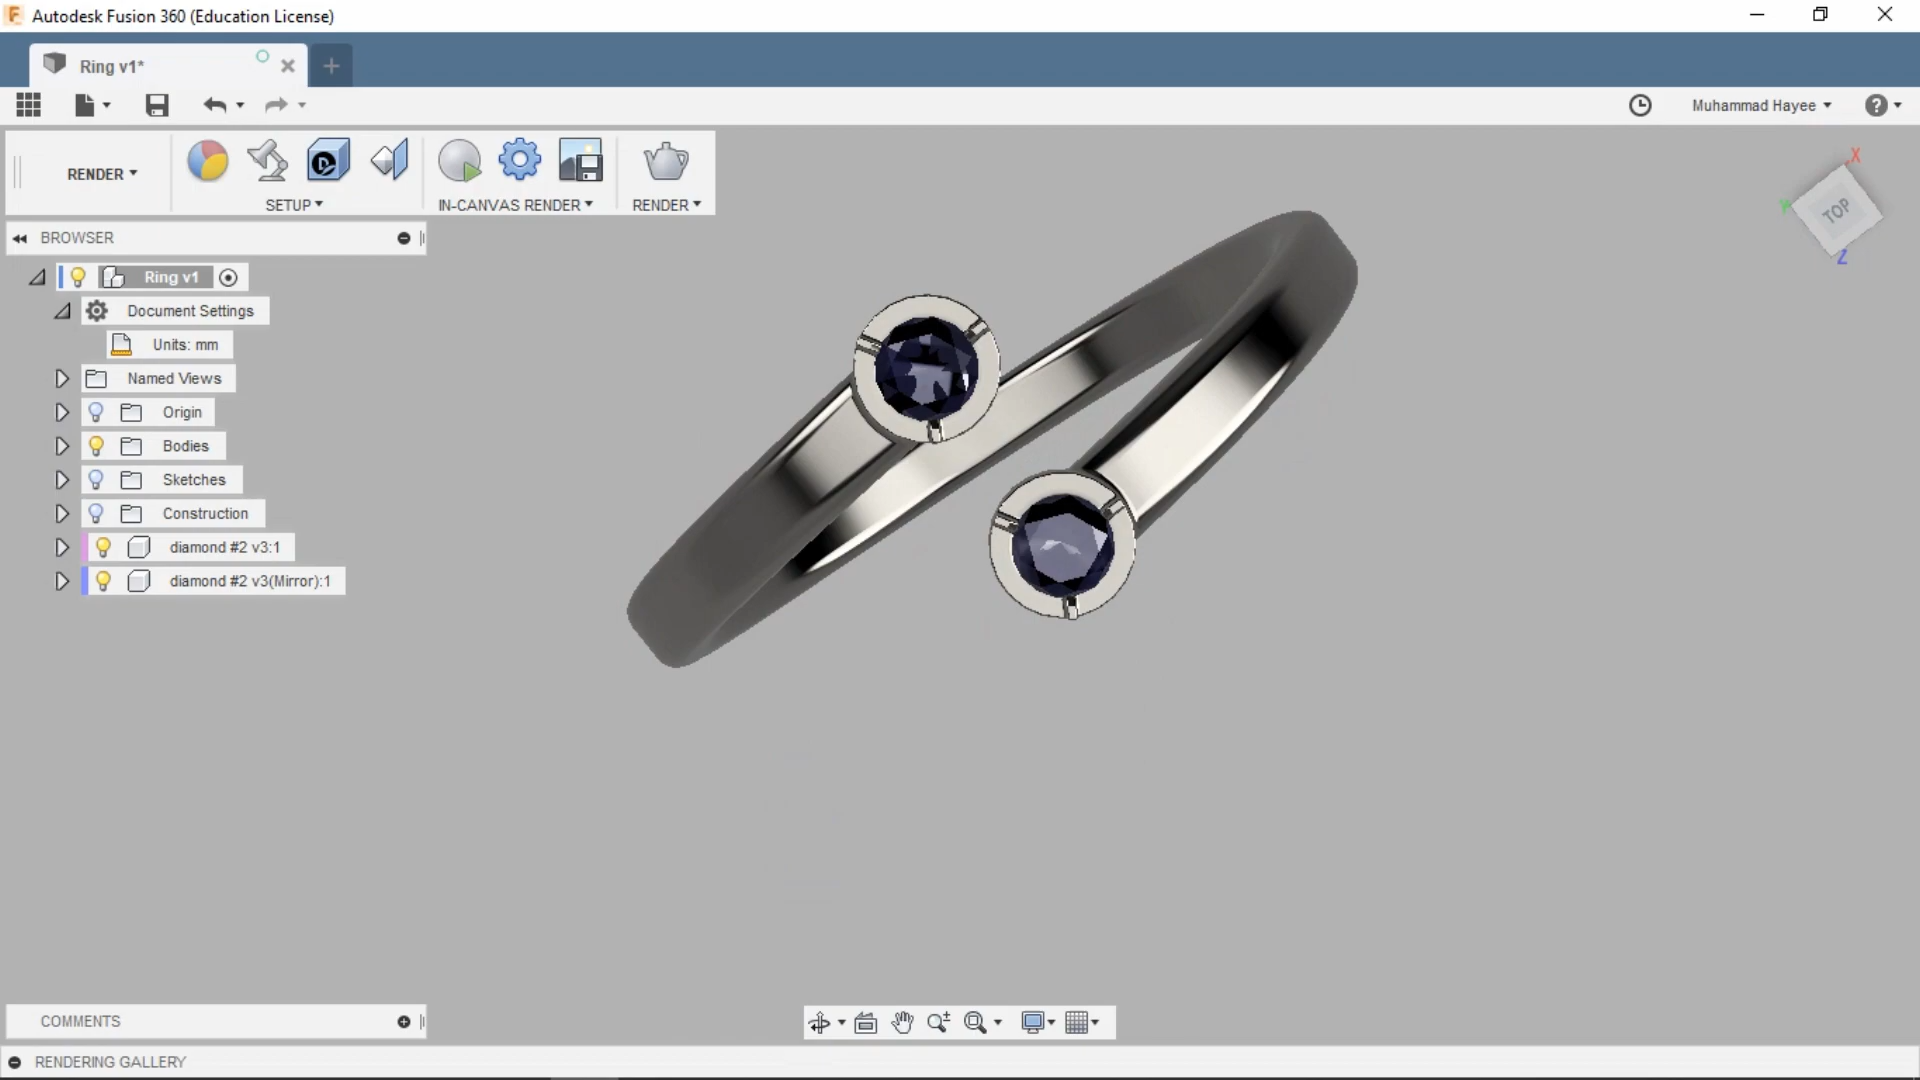 Autodesk Fusion 360 (Education License)
Ring v1*
Muhammad Hayee
RENDER
SETUP
IN-CANVAS RENDER
RENDER
BROWSER
Ring v1
Document Settings
Units: mm
Named Views
Origin
Bodies
Sketches
Construction
diamond #2 v3:1
diamond #2 v3(Mirror):1
X
Y
TOP
Z
COMMENTS
RENDERING GALLERY